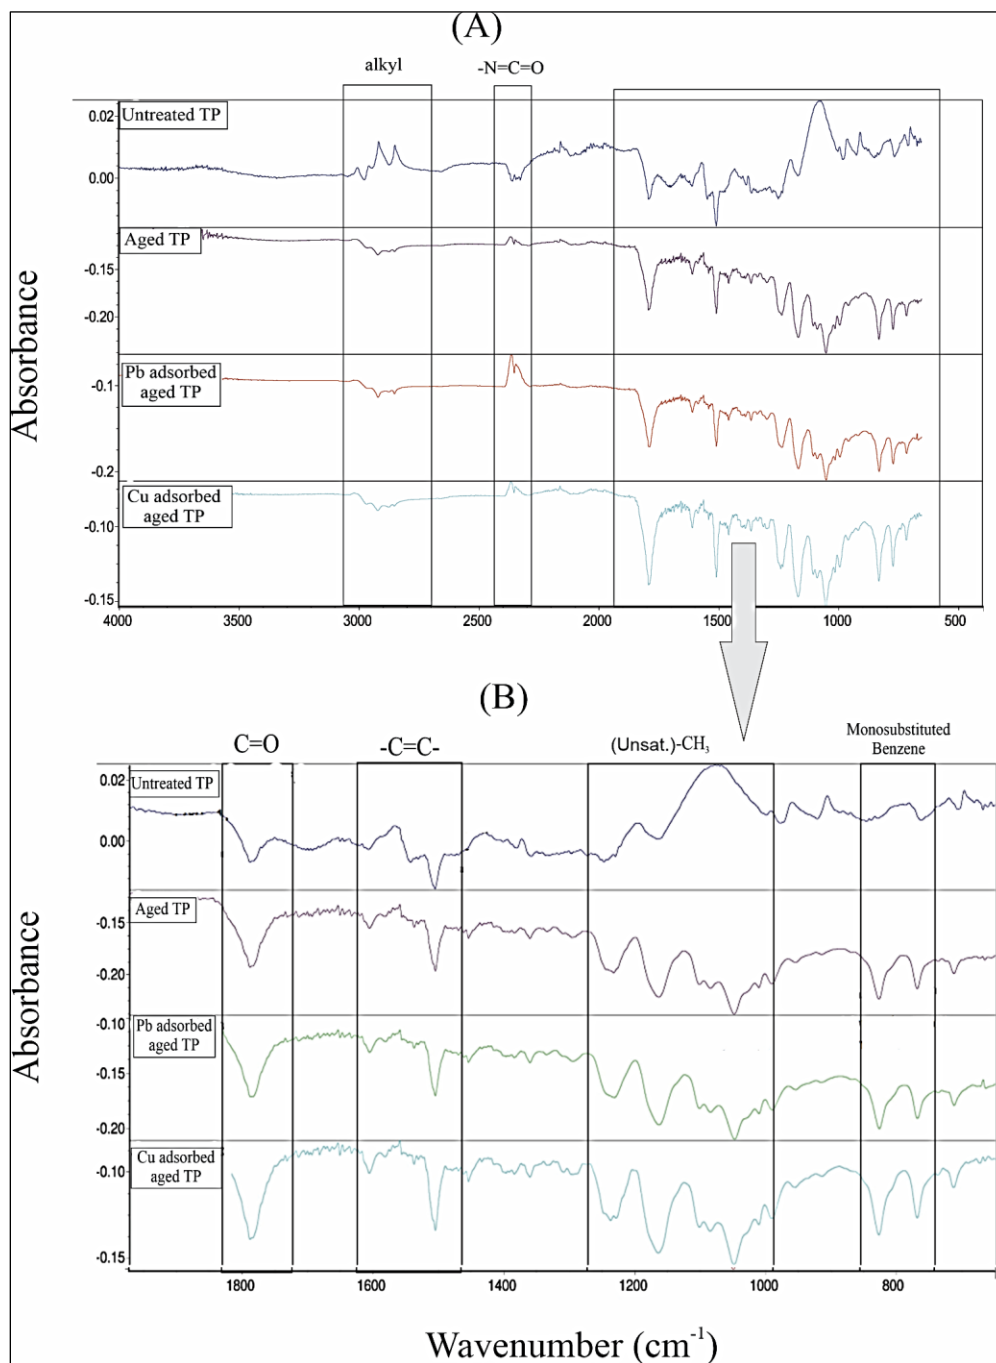 (A)
alkyl
-N=C=O
Untreated TP
0.02
0.00
Aged TP
-0.15
-0.20
Pb adsorbed
aged TP
-0.1
-0.2
Cu adsorbed
aged TP
-0.10
-0.15
4000 3500 3000 2500 2000 1500 1000 500
Absorbance
(B)
C=O
-C=C-
(Unsat.)-CH3
Monosubstituted
Benzene
Untreated TP
0.02
0.00
Aged TP
-0.15
-0.20
Pb adsorbed
aged TP
-0.10
-0.15
-0.20
Cu adsorbed
aged TP
-0.10
-0.15
1800 1600 1400 1200 1000 800
Absorbance
Wavenumber (cm-1)